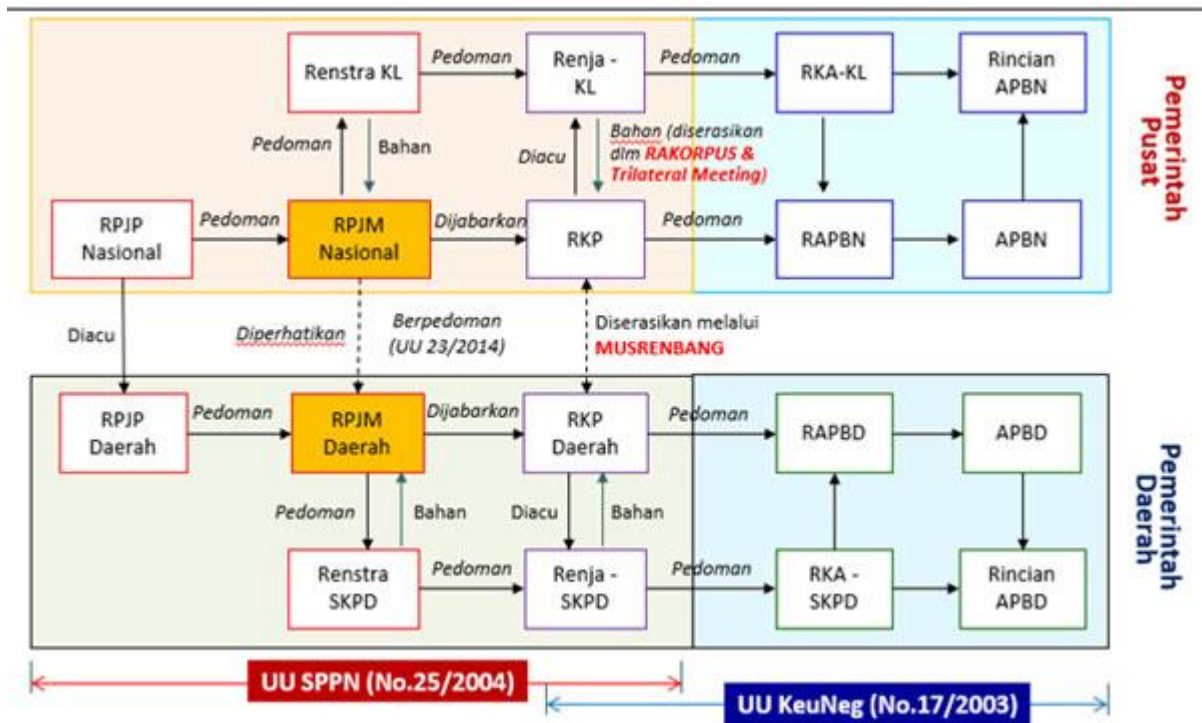 Renstra KL
Pedoman
Renja -
KL
Pedoman
RKA-KL
Rincian
APBN
Pedoman
Bahan
Diacu
Bahan (diserasikan
dlm RAKORPUS &
Trilateral Meeting)
RPJP
Nasional
Pedoman
RPJM
Nasional
Dijabarkan
RKP
Pedoman
RAPBN
APBN
Pemerintah
Pusat
Diacu
Diperhatikan
Berpedoman
(UU 23/2014)
Diserasikan melalui
MUSRENBANG
RPJP
Daerah
Pedoman
RPJM
Daerah
Dijabarkan
RKP
Daerah
Pedoman
RAPBD
APBD
Pedoman
Bahan
Diacu
Bahan
Renstra
SKPD
Pedoman
Renja -
SKPD
Pedoman
RKA -
SKPD
Rincian
APBD
Pemerintah
Daerah
UU SPPN (No.25/2004)
UU KeuNeg (No.17/2003)